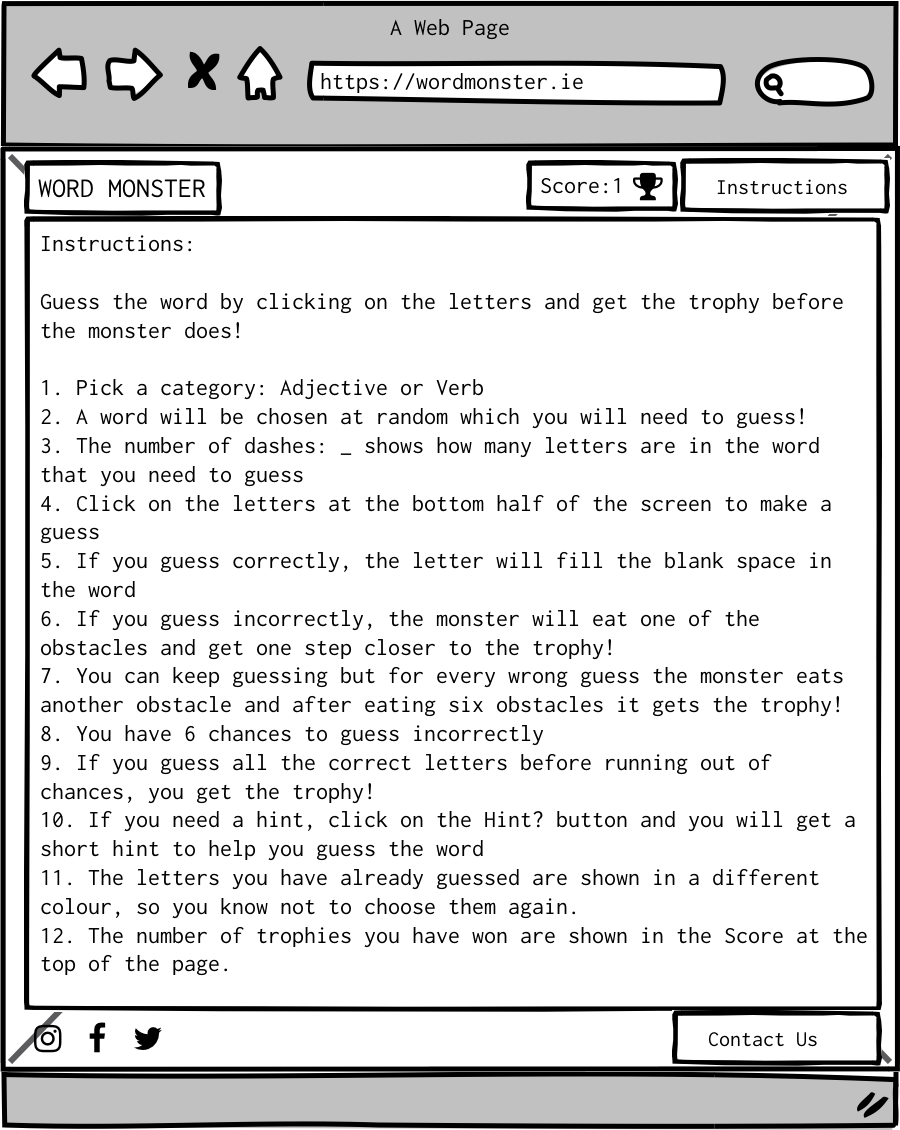 A Web Page
https://wordmonster.ie
WORD MONSTER
Score:1
Instructions
Instructions:
Guess the word by clicking on the letters and get the trophy before
the monster does!
1. Pick a category: Adjective or Verb
2. A word will be chosen at random which you will need to guess!
3. The number of dashes: _ shows how many letters are in the word
that you need to guess
4. Click on the letters at the bottom half of the screen to make a
guess
5. If you guess correctly, the letter will fill the blank space in
the word
6. If you guess incorrectly, the monster will eat one of the
obstacles and get one step closer to the trophy!
7. You can keep guessing but for every wrong guess the monster eats
another obstacle and after eating six obstacles it gets the trophy!
8. You have 6 chances to guess incorrectly
9. If you guess all the correct letters before running out of
chances, you get the trophy!
10. If you need a hint, click on the Hint? button and you will get a
short hint to help you guess the word
11. The letters you have already guessed are shown in a different
colour, so you know not to choose them again.
12. The number of trophies you have won are shown in the Score at the
top of the page.
Contact Us